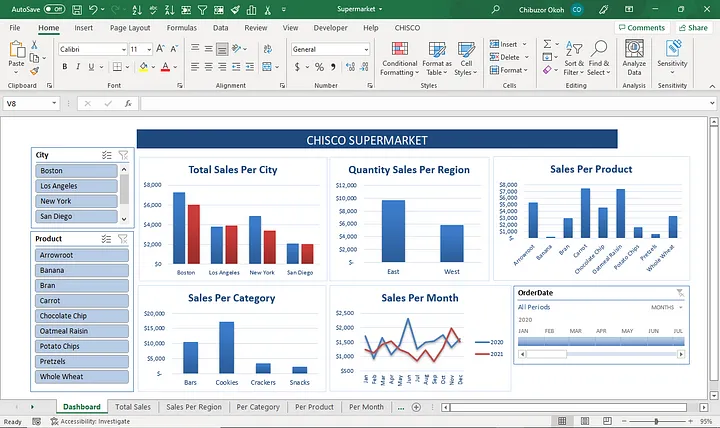 AutoSave Off
Supermarket
Chibuzor Okoh CO
File Home Insert Page Layout Formulas Data Review View Help CHISCO
Comments Share
Paste
Calibri 11 A A
B I U
General
$ % ,
Conditional Formatting
Format as Table
Cell Styles
Insert
Delete
Format
Sort & Filter
Find & Select
Analyze Data
Sensitivity
Clipboard Font Alignment Number Styles Cells Editing Analysis Sensitivity
V8 fx
CHISCO SUPERMARKET
City
Boston
Los Angeles
New York
San Diego
Product
Arrowroot
Banana
Bran
Carrot
Chocolate Chip
Oatmeal Raisin
Potato Chips
Pretzels
Whole Wheat
Total Sales Per City
$8,000
$6,000
$4,000
$2,000
$0
Boston Los Angeles New York San Diego
Quantity Sales Per Region
$12,000
$10,000
$8,000
$6,000
$4,000
$2,000
$-
East West
Sales Per Product
$8,000
$7,000
$6,000
$5,000
$4,000
$3,000
$2,000
$1,000
$-
Arrowroot Banana Bran Carrot Chocolate Chip Oatmeal Raisin Potato Chips Pretzels Whole Wheat
Sales Per Category
$20,000
$15,000
$10,000
$5,000
$-
Bars Cookies Crackers Snacks
Sales Per Month
$2,500
$2,000
$1,500
$1,000
$500
Jan Feb Mar Apr May Jun Jul Aug Sep Oct Nov Dec
2020
2021
OrderDate
All Periods MONTHS
2020
JAN FEB MAR APR MAY JUN JUL
Dashboard Total Sales Sales Per Region Per Category Per Product Per Month ...
Ready Accessibility: Investigate 95%